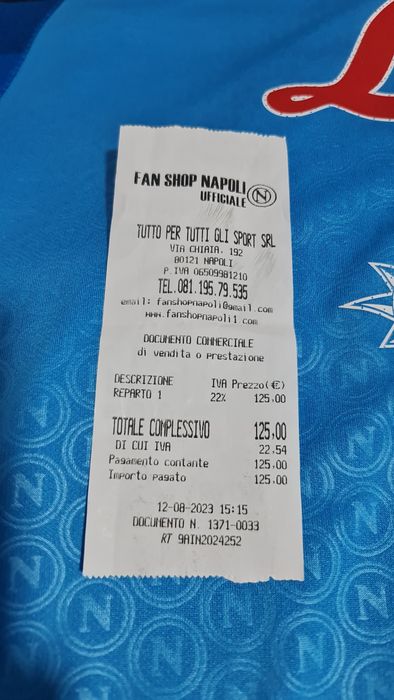 FAN SHOP NAPOLI
UFFICIALE N
TUTTO PER TUTTI GLI SPORT SRL
VIA CHIAIA, 192
80121 NAPOLI
P.IVA 06509981210
TEL.081.195.79.535
email: fanshopnapoli@gmail.com
www.fanshopnapoli1.com
DOCUMENTO COMMERCIALE
di vendita o prestazione
DESCRIZIONE IVA Prezzo(€)
REPARTO 1 22% 125,00
TOTALE COMPLESSIVO 125,00
DI CUI IVA 22,54
Pagamento contante 125,00
Importo pagato 125,00
12-08-2023 15:15
DOCUMENTO N. 1371-0033
RT 9AIN2024252